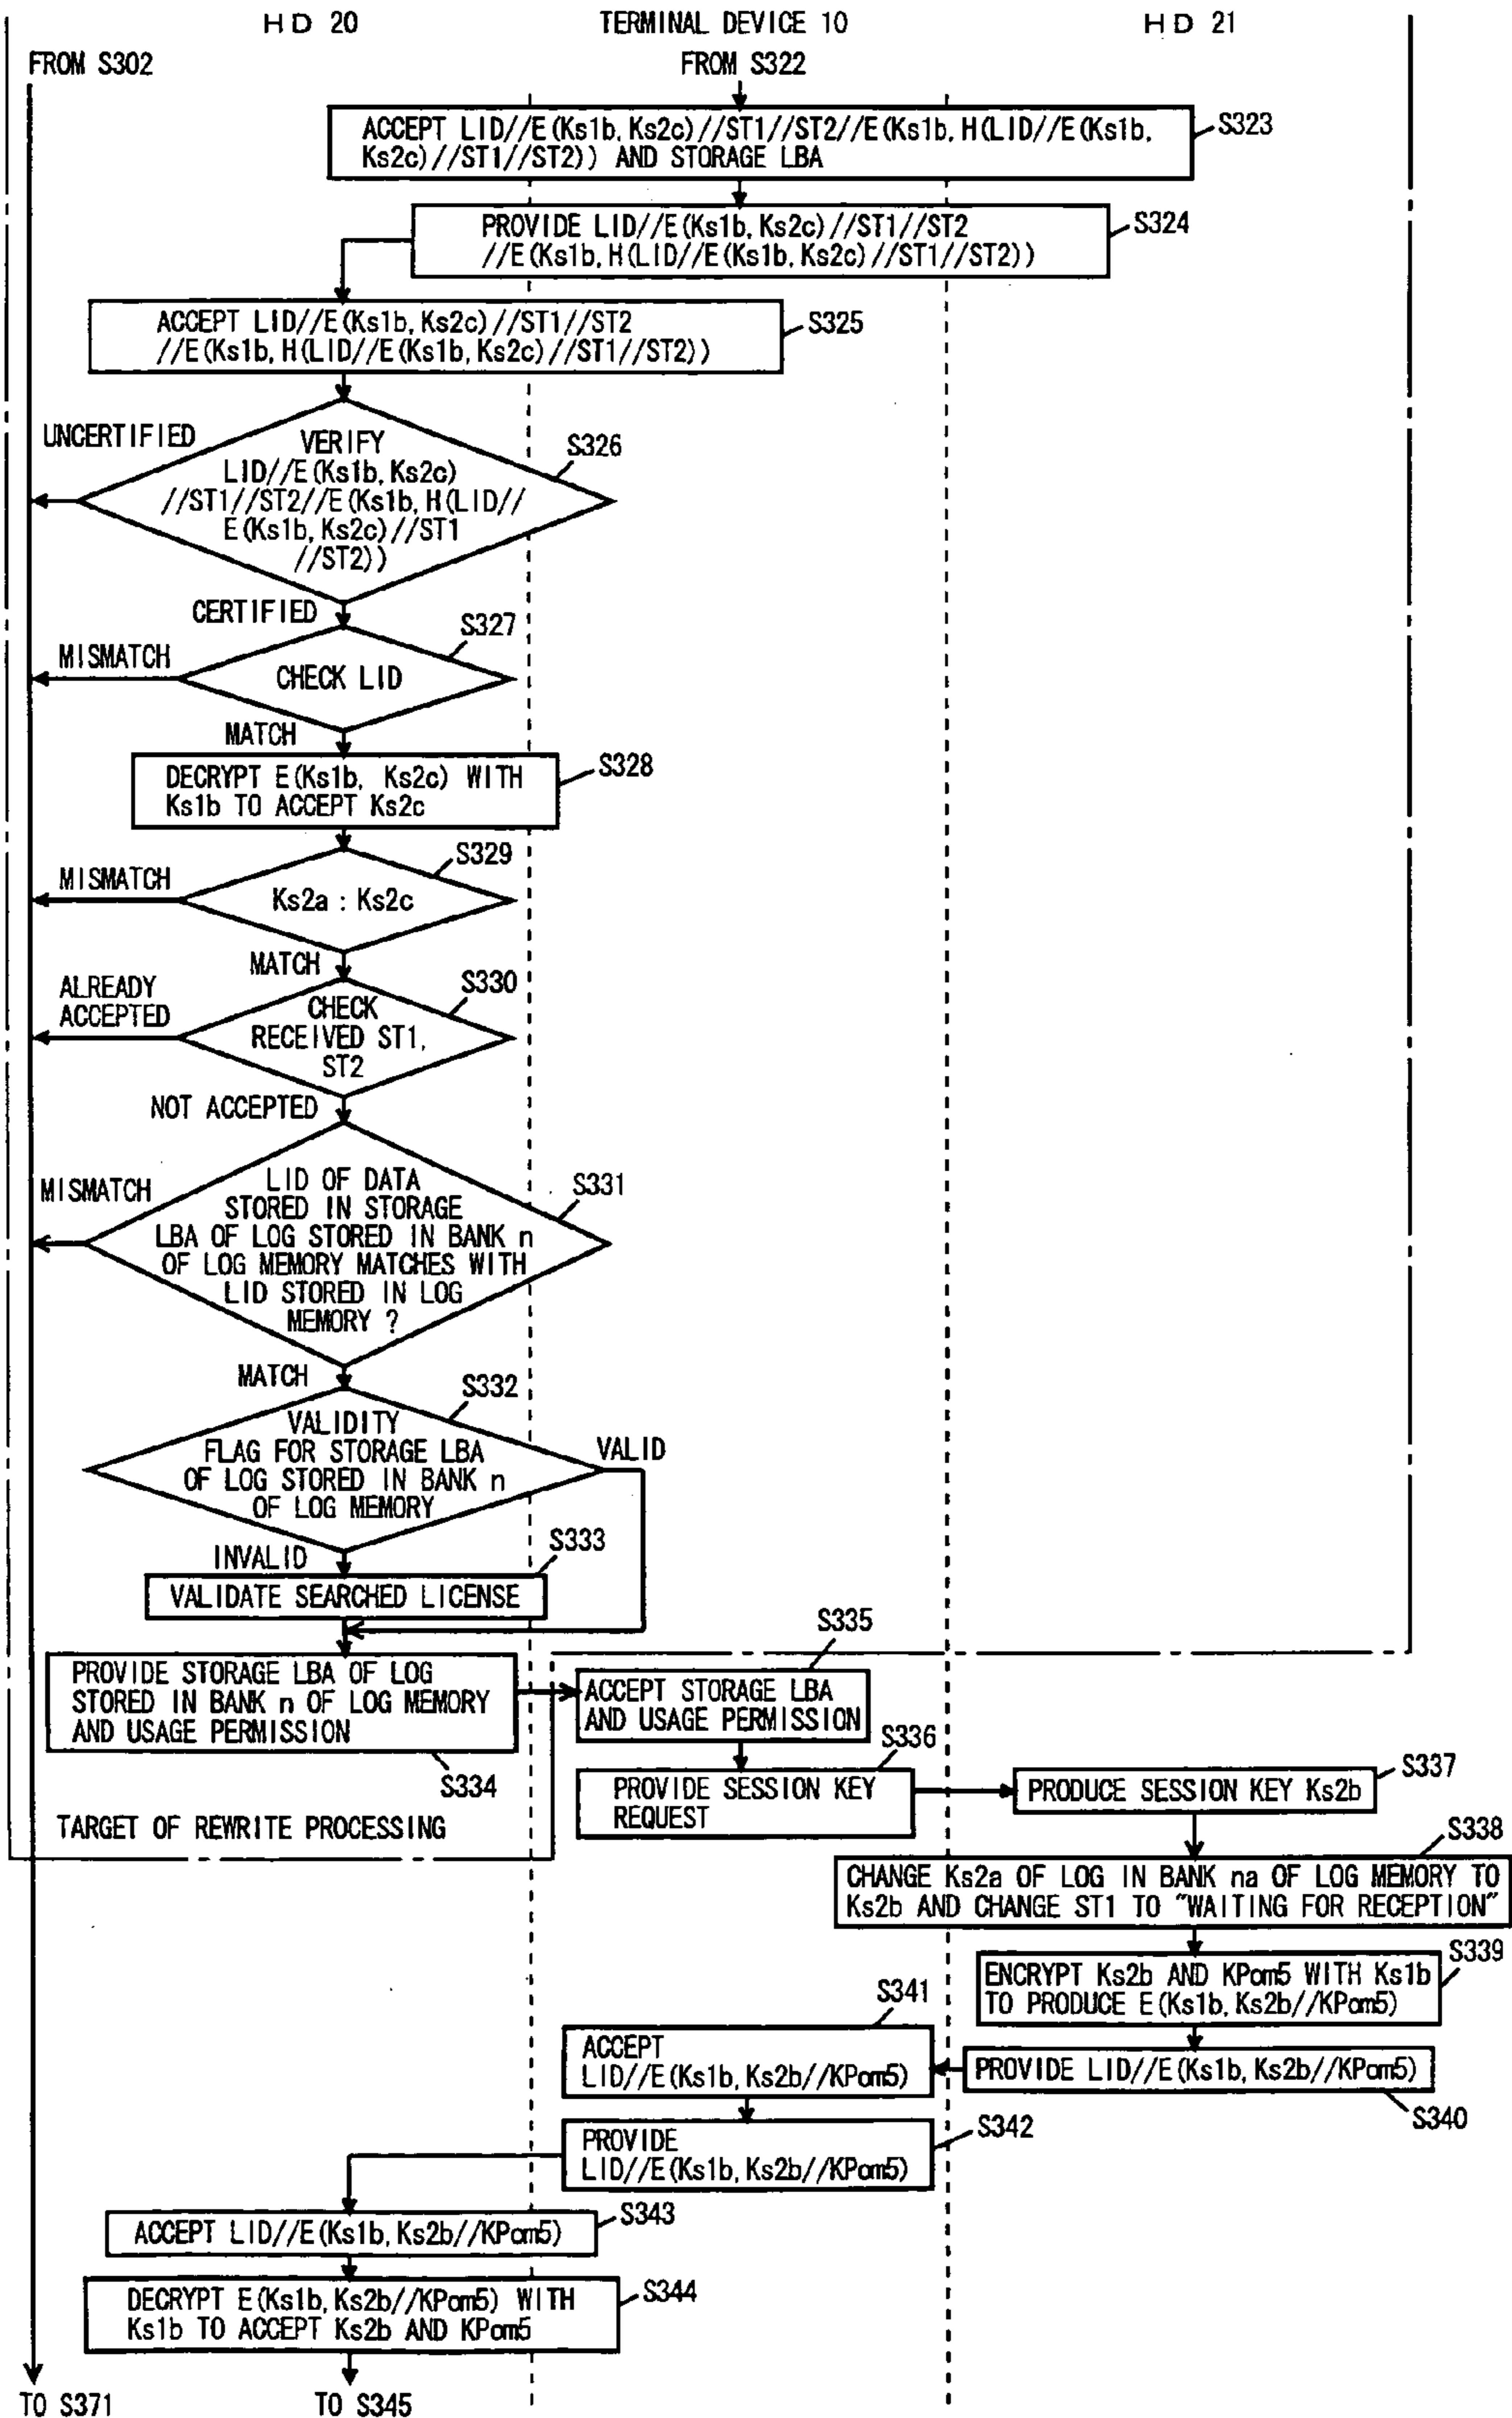 HD 20
TERMINAL DEVICE 10
HD 21
FROM S302
FROM S322
ACCEPT LID//E(Ks1b, Ks2c)//ST1//ST2//E(Ks1b, H(LID//E(Ks1b,
Ks2c)//ST1//ST2)) AND STORAGE LBA
S323
PROVIDE LID//E(Ks1b, Ks2c)//ST1//ST2
//E(Ks1b, H(LID//E(Ks1b, Ks2c)//ST1//ST2))
S324
ACCEPT LID//E(Ks1b, Ks2c)//ST1//ST2
//E(Ks1b, H(LID//E(Ks1b, Ks2c)//ST1//ST2))
S325
UNCERTIFIED
VERIFY
LID//E(Ks1b, Ks2c)
//ST1//ST2//E(Ks1b, H(LID//
E(Ks1b, Ks2c)//ST1
//ST2))
S326
CERTIFIED
S327
MISMATCH
CHECK LID
MATCH
DECRYPT E(Ks1b, Ks2c) WITH
Ks1b TO ACCEPT Ks2c
S328
S329
MISMATCH
Ks2a : Ks2c
MATCH
S330
ALREADY
ACCEPTED
CHECK
RECEIVED ST1,
ST2
NOT ACCEPTED
MISMATCH
LID OF DATA
STORED IN STORAGE
LBA OF LOG STORED IN BANK n
OF LOG MEMORY MATCHES WITH
LID STORED IN LOG
MEMORY ?
S331
MATCH
S332
VALIDITY
FLAG FOR STORAGE LBA
OF LOG STORED IN BANK n
OF LOG MEMORY
VALID
INVALID
S333
VALIDATE SEARCHED LICENSE
PROVIDE STORAGE LBA OF LOG
STORED IN BANK n OF LOG MEMORY
AND USAGE PERMISSION
S334
S335
ACCEPT STORAGE LBA
AND USAGE PERMISSION
S336
PROVIDE SESSION KEY
REQUEST
S337
PRODUCE SESSION KEY Ks2b
TARGET OF REWRITE PROCESSING
S338
CHANGE Ks2a OF LOG IN BANK na OF LOG MEMORY TO
Ks2b AND CHANGE ST1 TO "WAITING FOR RECEPTION"
S339
ENCRYPT Ks2b AND KPom5 WITH Ks1b
TO PRODUCE E(Ks1b, Ks2b//KPom5)
S341
ACCEPT
LID//E(Ks1b, Ks2b//KPom5)
PROVIDE LID//E(Ks1b, Ks2b//KPom5)
S340
PROVIDE
LID//E(Ks1b, Ks2b//KPom5)
S342
ACCEPT LID//E(Ks1b, Ks2b//KPom5)
S343
DECRYPT E(Ks1b, Ks2b//KPom5) WITH
Ks1b TO ACCEPT Ks2b AND KPom5
S344
TO S371
TO S345